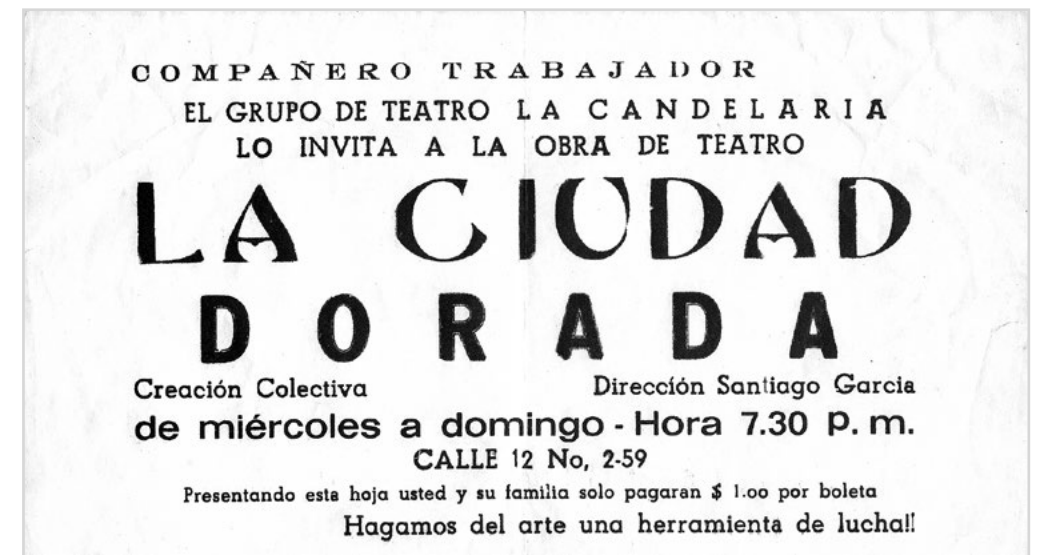 COMPAÑERO TRABAJADOR
EL GRUPO DE TEATRO LA CANDELARIA
LO INVITA A LA OBRA DE TEATRO
LA CIUDAD
DORADA
Creación Colectiva Dirección Santiago Garcia
de miércoles a domingo - Hora 7.30 P. m.
CALLE 12 No, 2-59
Presentando esta hoja usted y su familia solo pagaran $ 1.oo por boleta
Hagamos del arte una herramienta de lucha!!